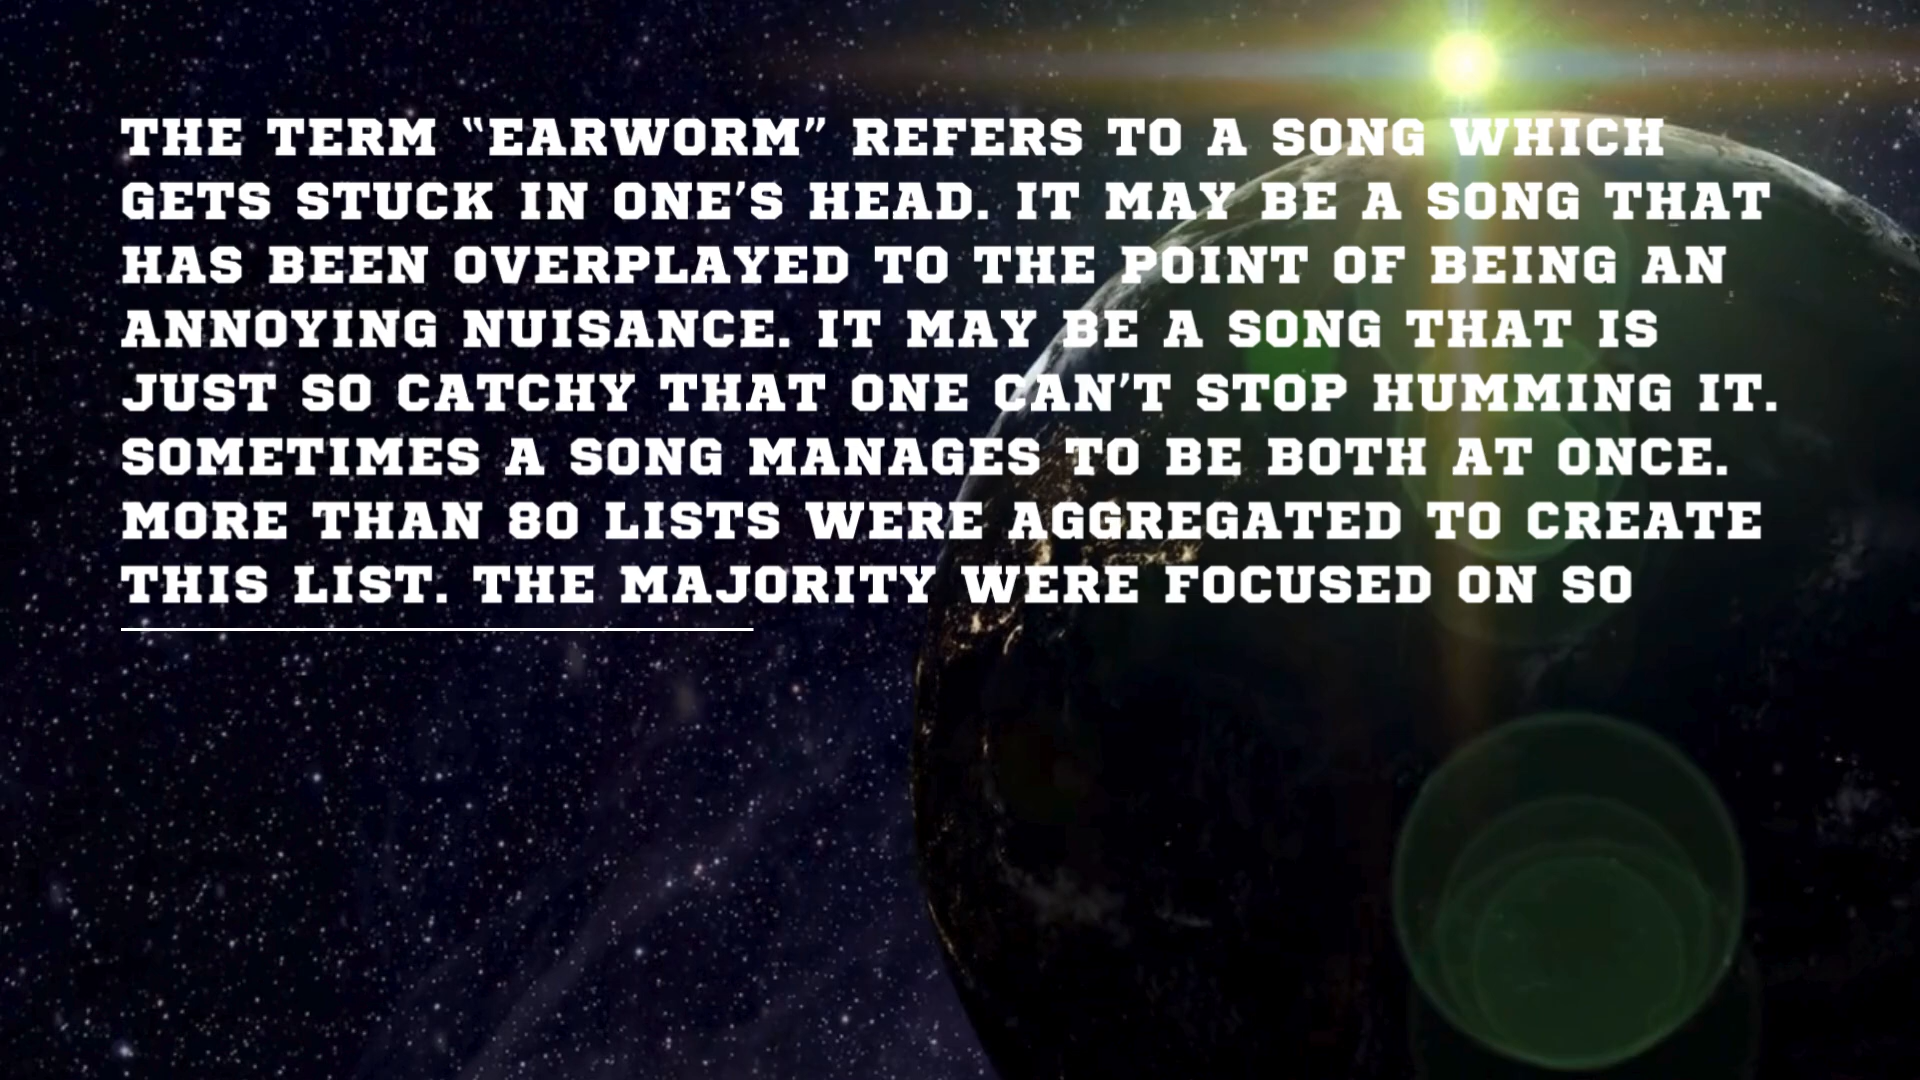 THE TERM “EARWORM” REFERS TO A SONG WHICH
GETS STUCK IN ONE’S HEAD. IT MAY BE A SONG THAT
HAS BEEN OVERPLAYED TO THE POINT OF BEING AN
ANNOYING NUISANCE. IT MAY BE A SONG THAT IS
JUST SO CATCHY THAT ONE CAN’T STOP HUMMING IT.
SOMETIMES A SONG MANAGES TO BE BOTH AT ONCE.
MORE THAN 80 LISTS WERE AGGREGATED TO CREATE
THIS LIST. THE MAJORITY WERE FOCUSED ON SO